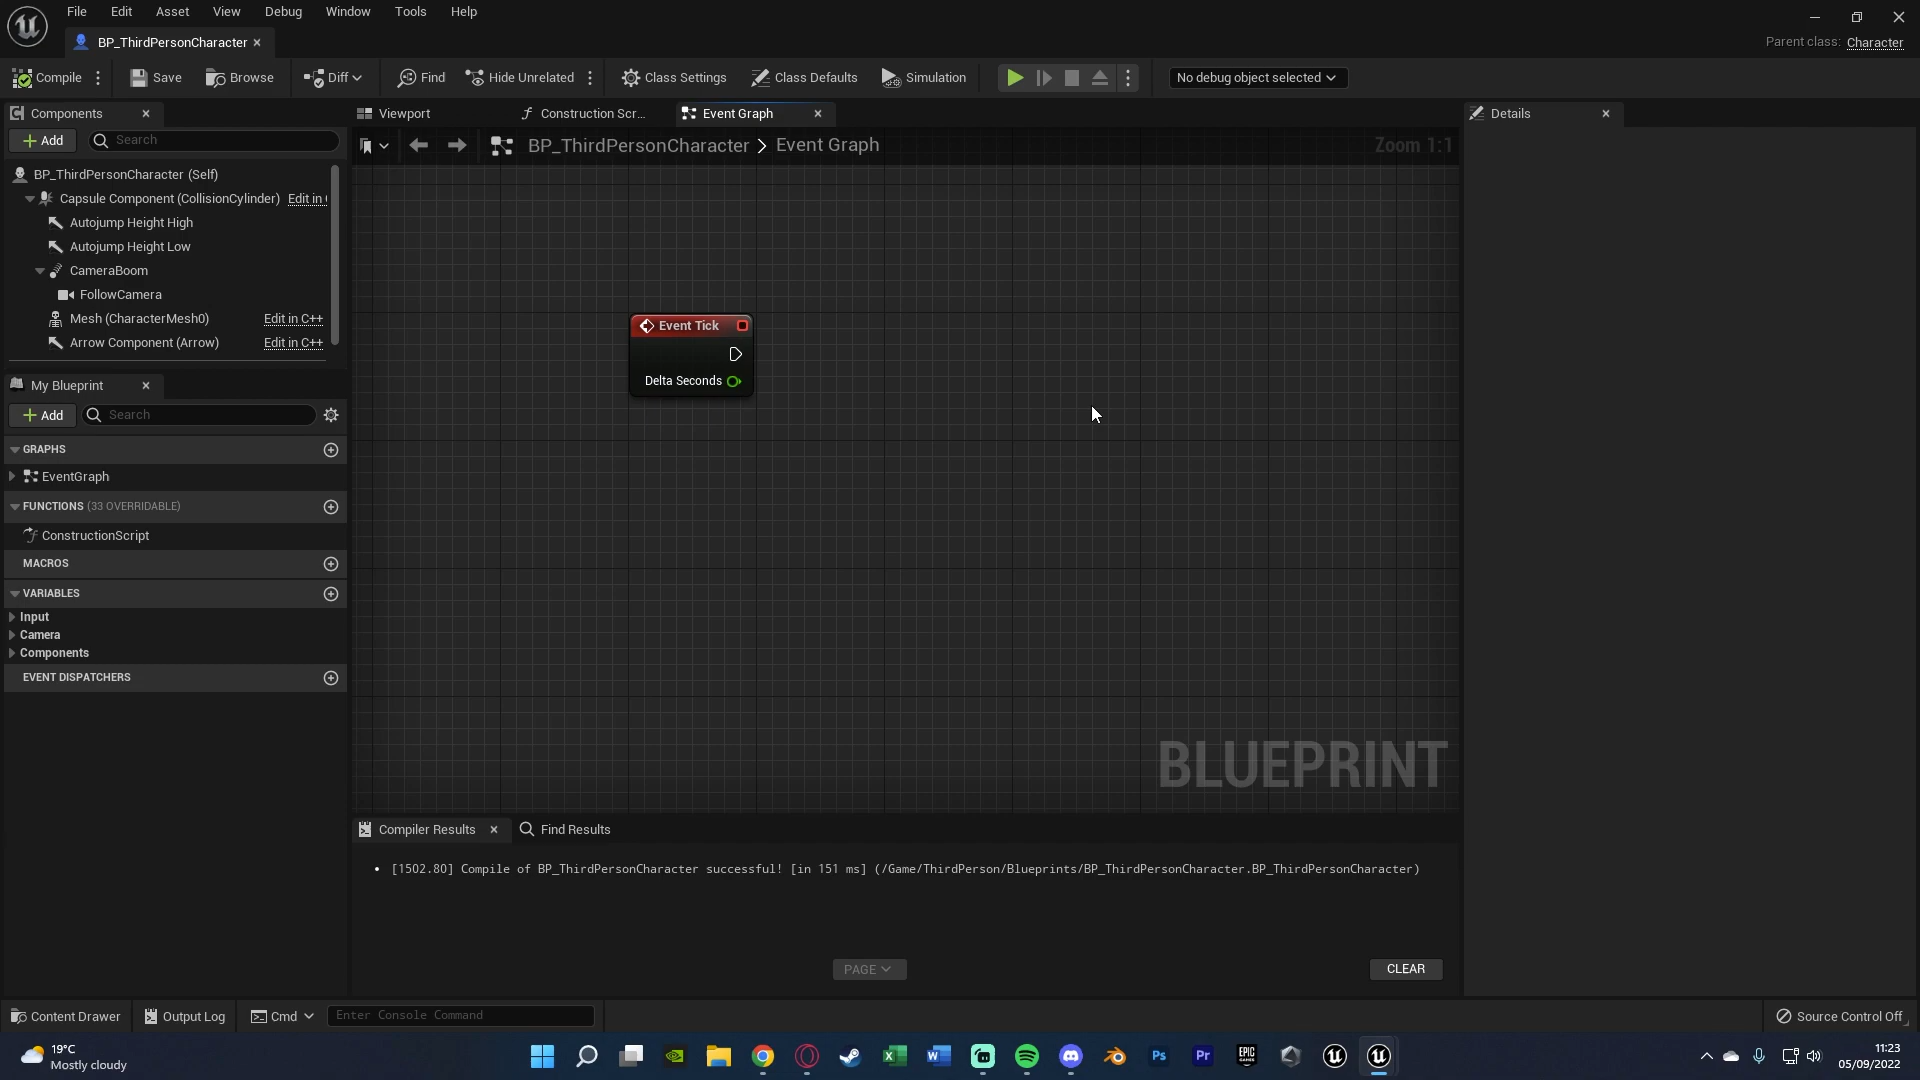 File Edit Asset View Debug Window Tools Help
BP_ThirdPersonCharacter
Parent class: Character
Compile Save Browse Diff Find Hide Unrelated Class Settings Class Defaults Simulation No debug object selected
Components
Viewport Construction Scr... Event Graph
Details
Add Search
BP_ThirdPersonCharacter > Event Graph
Zoom 1:1
BP_ThirdPersonCharacter (Self)
Capsule Component (CollisionCylinder) Edit in
Autojump Height High
Autojump Height Low
CameraBoom
FollowCamera
Mesh (CharacterMesh0) Edit in C++
Arrow Component (Arrow) Edit in C++
Event Tick
Delta Seconds
My Blueprint
Add Search
GRAPHS
EventGraph
FUNCTIONS (33 OVERRIDABLE)
ConstructionScript
MACROS
VARIABLES
Input
Camera
Components
EVENT DISPATCHERS
BLUEPRINT
Compiler Results Find Results
• [1502.80] Compile of BP_ThirdPersonCharacter successful! [in 151 ms] (/Game/ThirdPerson/Blueprints/BP_ThirdPersonCharacter.BP_ThirdPersonCharacter)
PAGE
CLEAR
Content Drawer Output Log Cmd Enter Console Command
Source Control Off
19°C
Mostly cloudy
W
Ps
Pr
EPIC
GAMES
11:23
05/09/2022